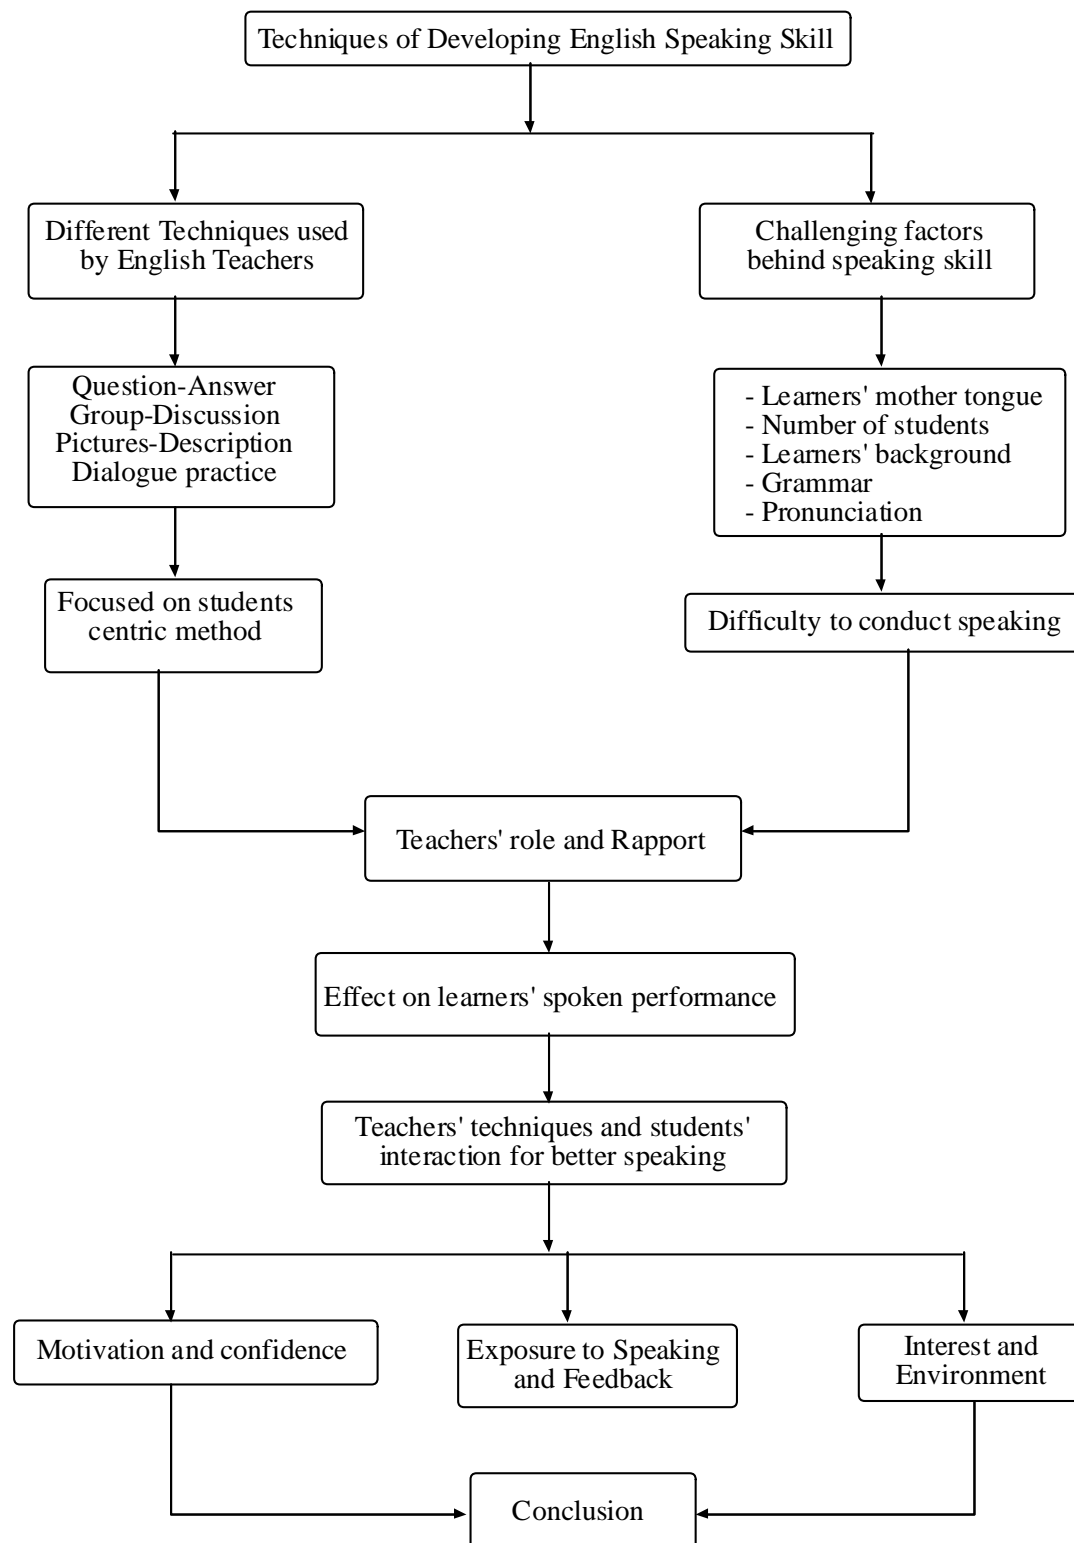 Techniques of Developing English Speaking Skill
Different Techniques used
by English Teachers
Challenging factors
behind speaking skill
Question-Answer
Group-Discussion
Pictures-Description
Dialogue practice
- Learners' mother tongue
- Number of students
- Learners' background
- Grammar
- Pronunciation
Focused on students
centric method
Difficulty to conduct speaking
Teachers' role and Rapport
Effect on learners' spoken performance
Teachers' techniques and students'
interaction for better speaking
Motivation and confidence
Exposure to Speaking
and Feedback
Interest and
Environment
Conclusion